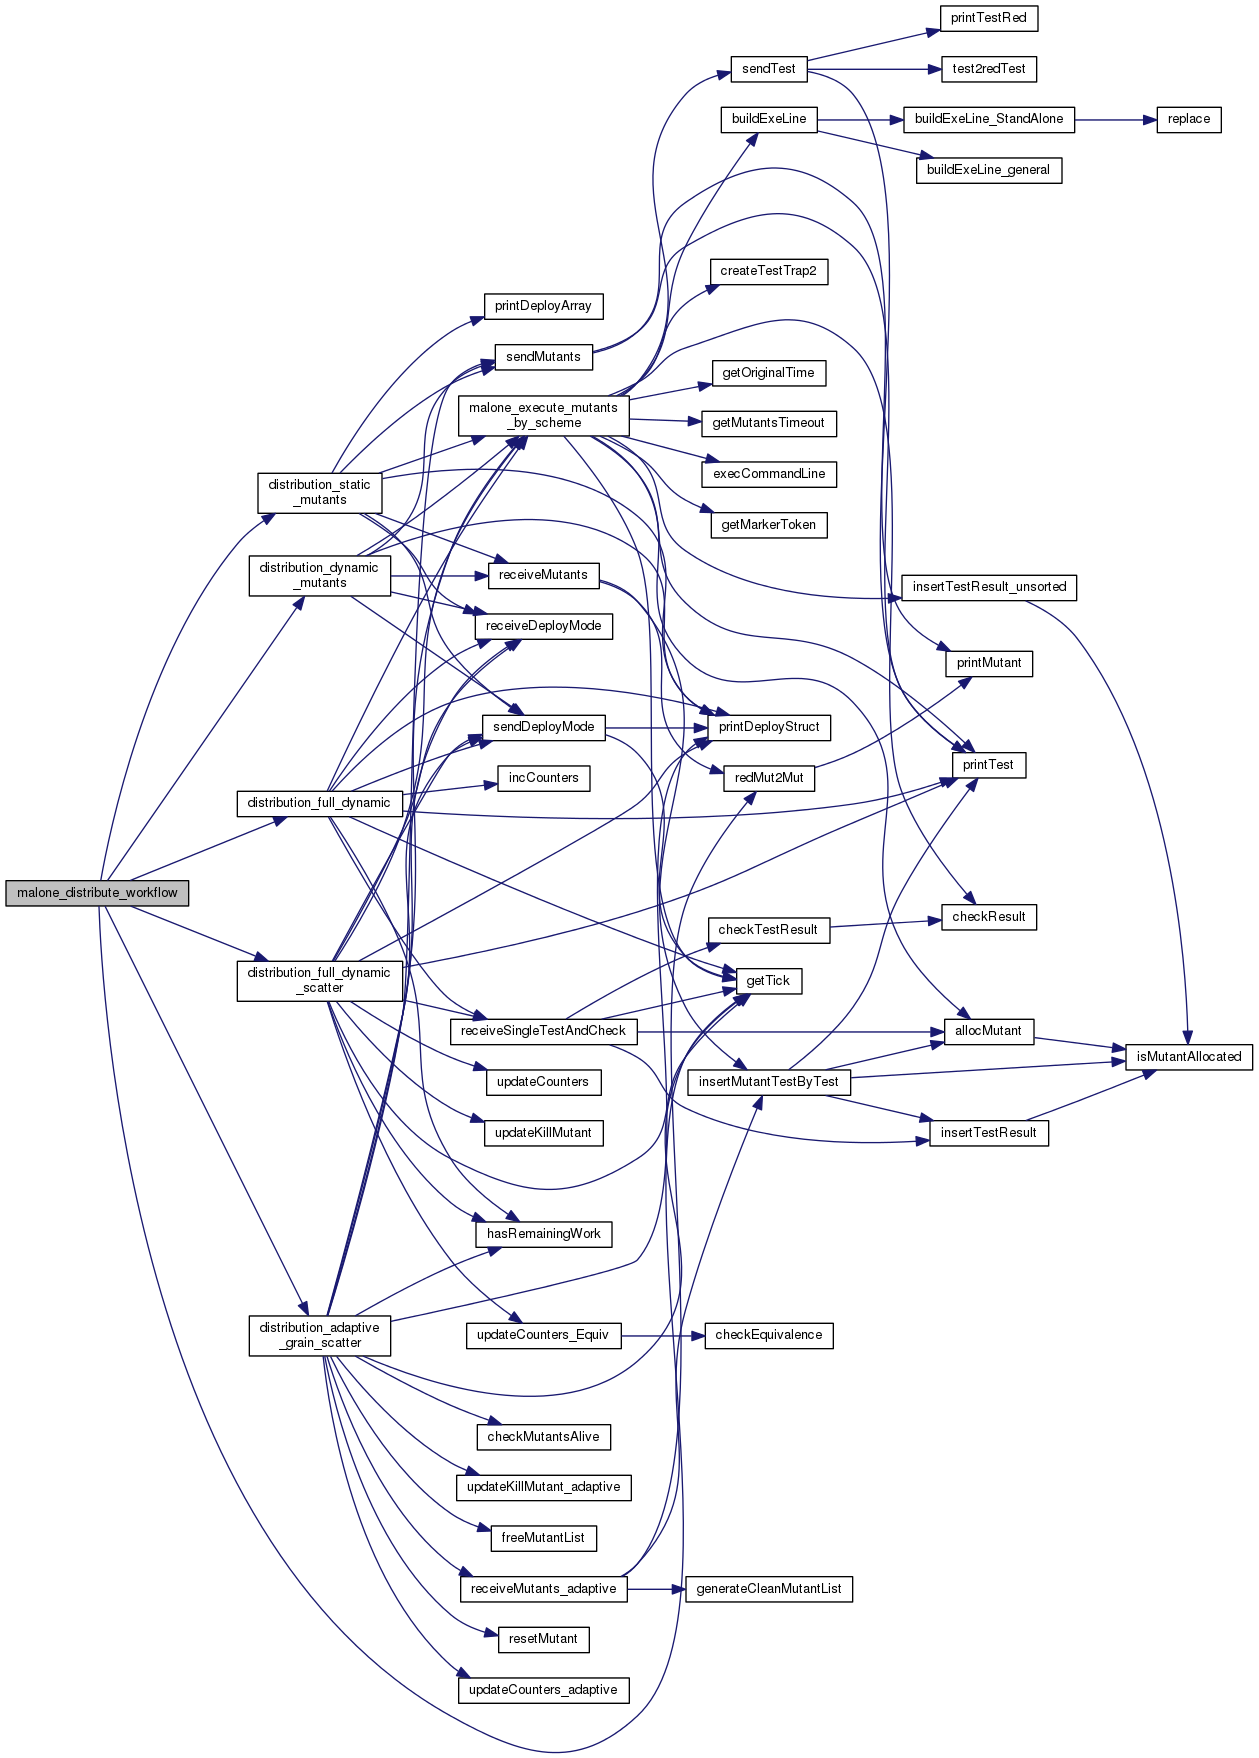 printTestRed
sendTest
test2redTest
buildExeLine
buildExeLine_StandAlone
replace
buildExeLine_general
createTestTrap2
printDeployArray
sendMutants
getOriginalTime
malone_execute_mutants
_by_scheme
getMutantsTimeout
execCommandLine
distribution_static
_mutants
getMarkerToken
distribution_dynamic
_mutants
receiveMutants
insertTestResult_unsorted
receiveDeployMode
printMutant
sendDeployMode
printDeployStruct
printTest
incCounters
redMut2Mut
distribution_full_dynamic
malone_distribute_workflow
checkTestResult
checkResult
distribution_full_dynamic
_scatter
getTick
receiveSingleTestAndCheck
allocMutant
isMutantAllocated
updateCounters
insertMutantTestByTest
updateKillMutant
insertTestResult
hasRemainingWork
distribution_adaptive
_grain_scatter
updateCounters_Equiv
checkEquivalence
checkMutantsAlive
updateKillMutant_adaptive
freeMutantList
receiveMutants_adaptive
generateCleanMutantList
resetMutant
updateCounters_adaptive